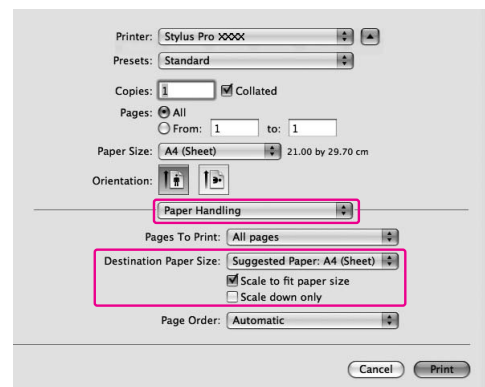 Printer: Stylus Pro XXXX
Presets: Standard
Copies: 1 Collated
Pages: All
From: 1 to: 1
Paper Size: A4 (Sheet) 21.00 by 29.70 cm
Orientation:
Paper Handling
Pages To Print: All pages
Destination Paper Size: Suggested Paper: A4 (Sheet)
Scale to fit paper size
Scale down only
Page Order: Automatic
Cancel Print